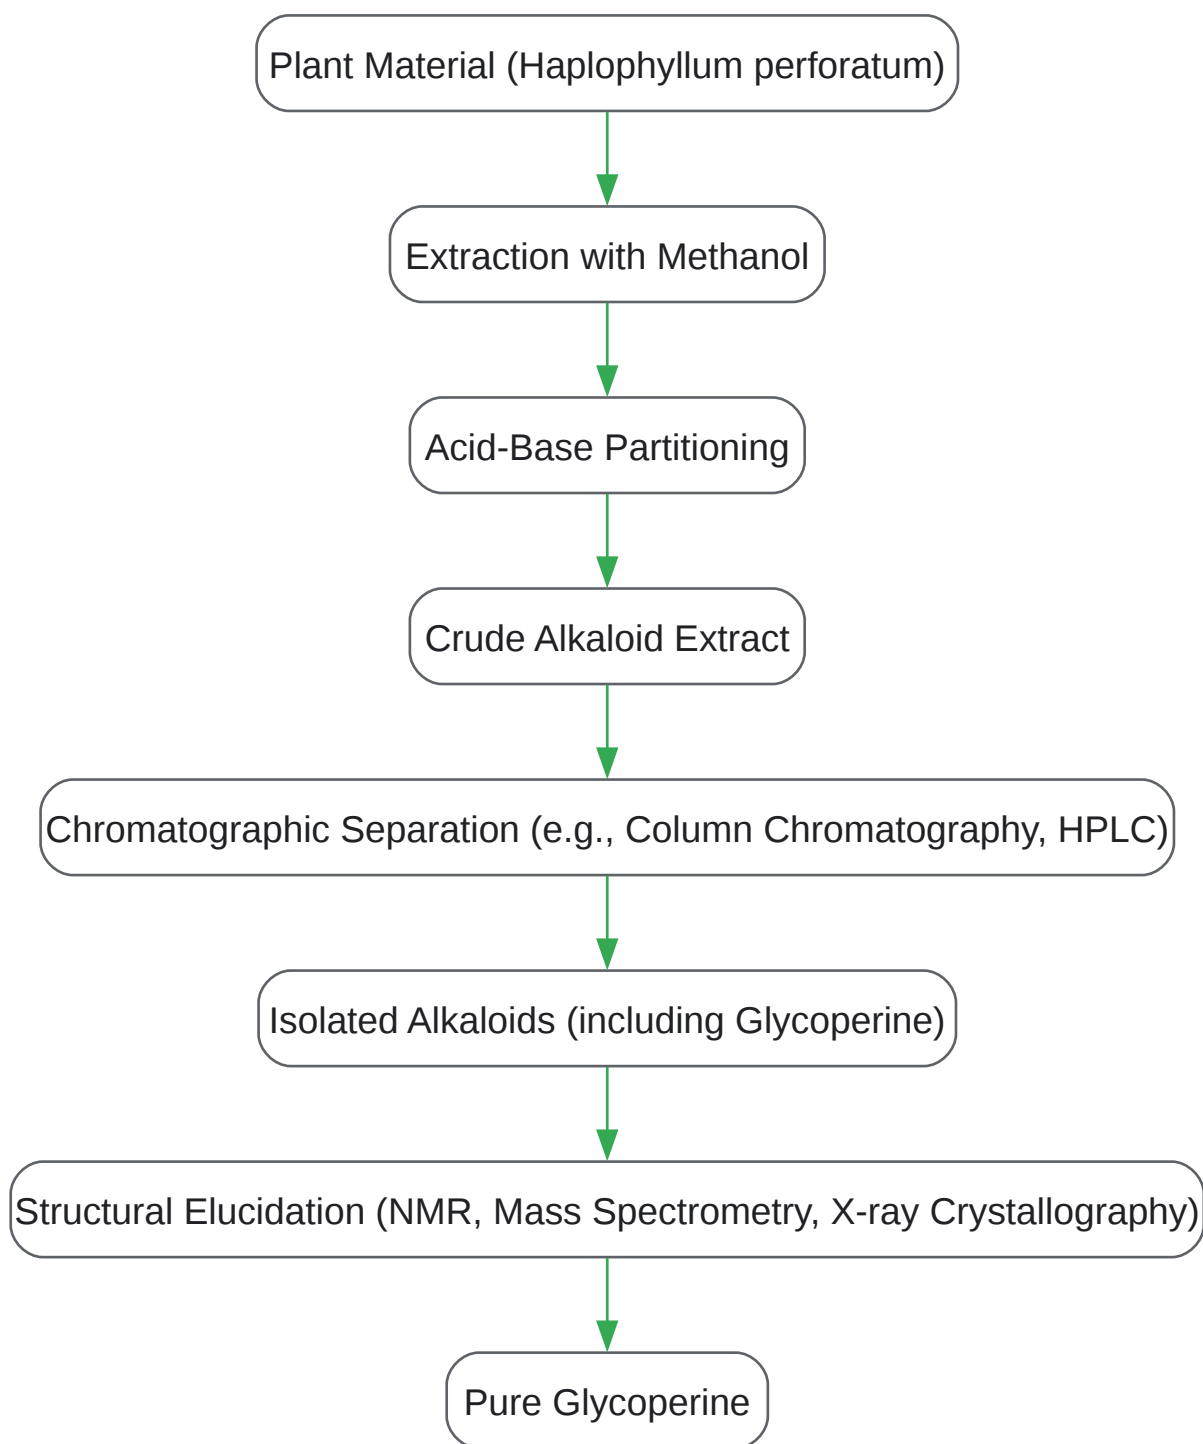 Plant Material (Haplophyllum perforatum)
Extraction with Methanol
Acid-Base Partitioning
Crude Alkaloid Extract
Chromatographic Separation (e.g., Column Chromatography, HPLC)
Isolated Alkaloids (including Glycoperine)
Structural Elucidation (NMR, Mass Spectrometry, X-ray Crystallography)
Pure Glycoperine